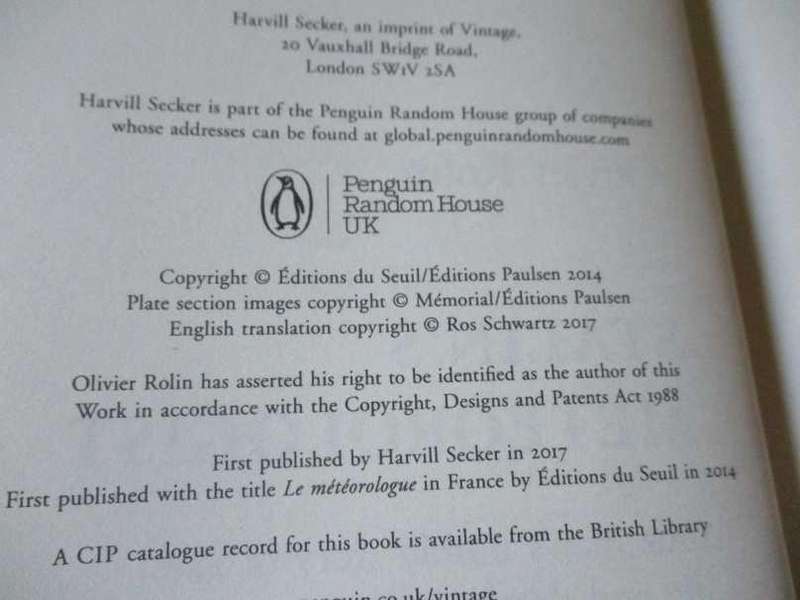 Harvill Secker, an imprint of Vintage,
20 Vauxhall Bridge Road,
London SW1V 2SA
Harvill Secker is part of the Penguin Random House group of companies
whose addresses can be found at global.penguinrandomhouse.com
Penguin
Random House
UK
Copyright © Éditions du Seuil/Éditions Paulsen 2014
Plate section images copyright © Mémorial/Éditions Paulsen
English translation copyright © Ros Schwartz 2017
Olivier Rolin has asserted his right to be identified as the author of this
Work in accordance with the Copyright, Designs and Patents Act 1988
First published by Harvill Secker in 2017
First published with the title Le météorologue in France by Éditions du Seuil in 2014
A CIP catalogue record for this book is available from the British Library
penguin.co.uk/vintage